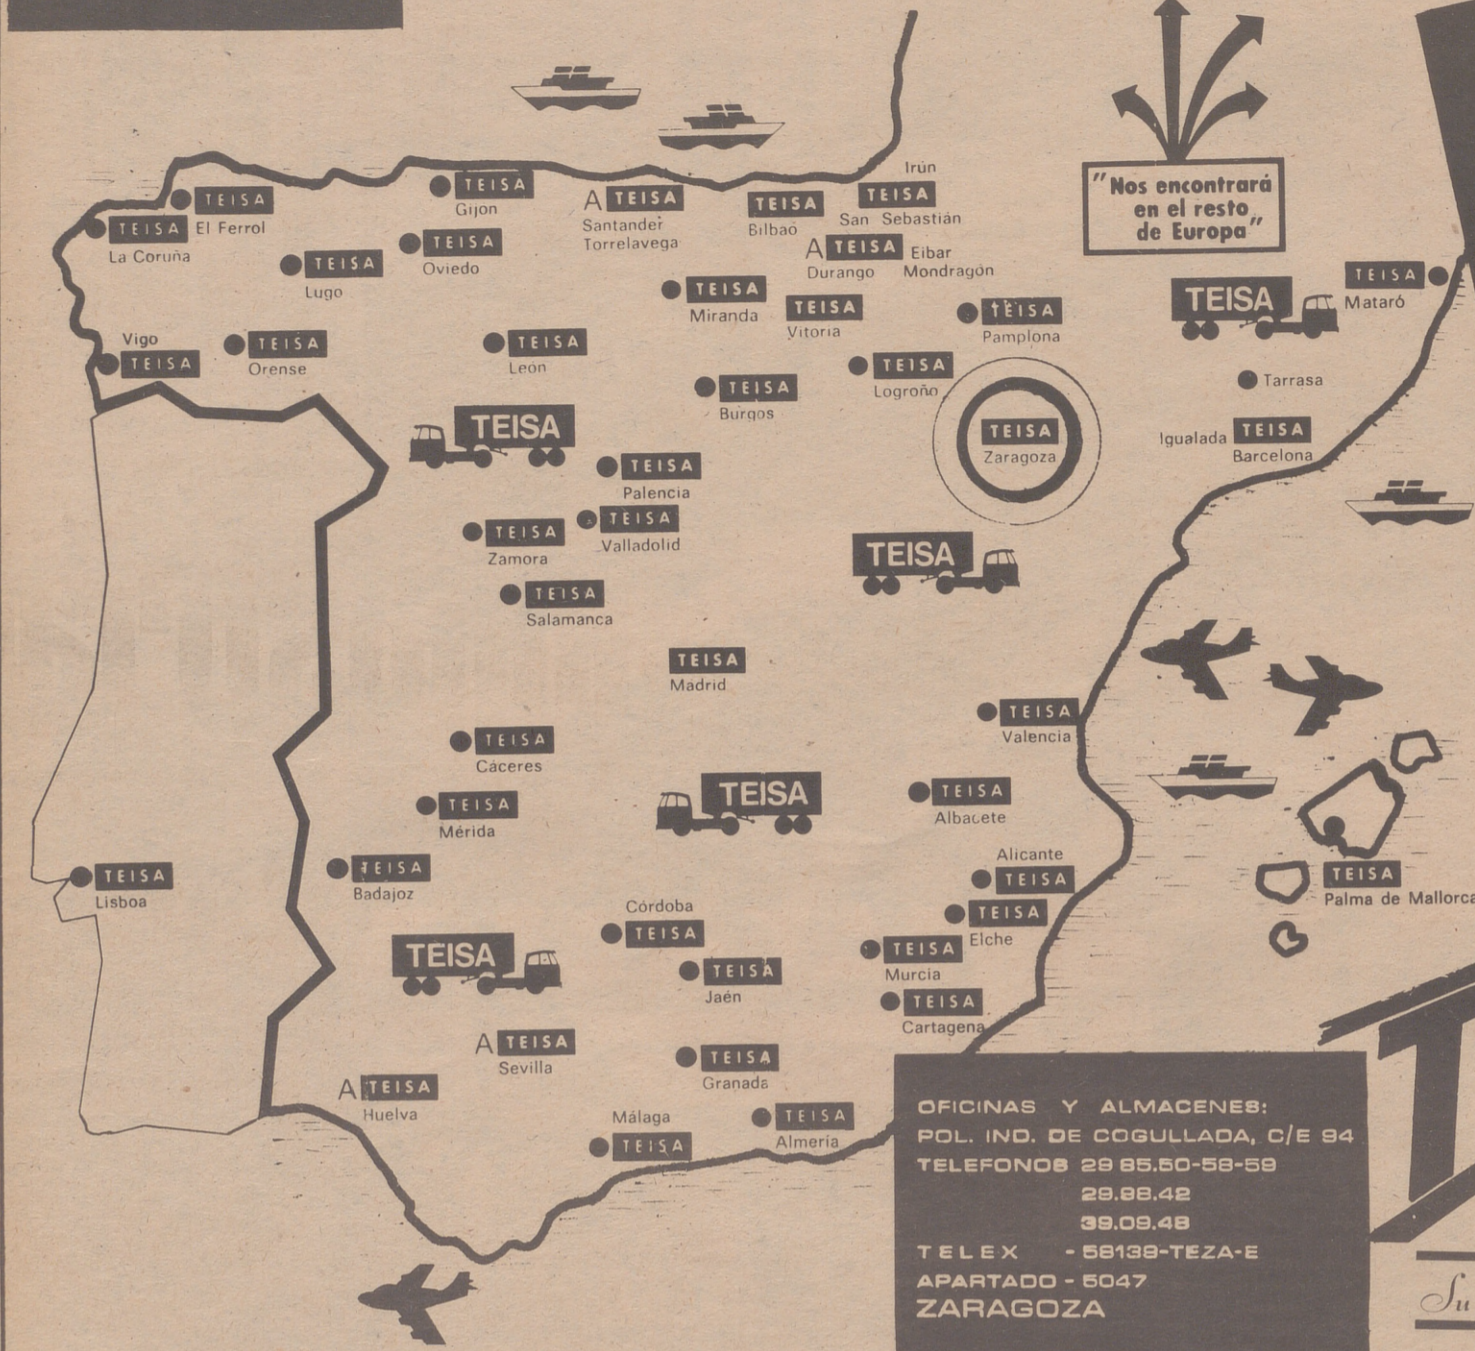 "Nos encontrará
en el resto
de Europa"
TEISA
El Ferrol
TEISA
La Coruña
TEISA
Gijon
A TEISA
Santander
Torrelavega
TEISA
Bilbao
Irún
TEISA
San Sebastián
TEISA
Lugo
TEISA
Oviedo
A TEISA Eibar
Durango Mondragón
TEISA
Miranda
TEISA
Vitoria
TEISA
Pamplona
TEISA
TEISA
Mataró
Vigo
TEISA
TEISA
Orense
TEISA
León
TEISA
Logroño
TEISA
Burgos
Tarrasa
TEISA
TEISA
Zaragoza
Igualada TEISA
Barcelona
TEISA
Palencia
TEISA
Zamora
TEISA
Valladolid
TEISA
TEISA
Salamanca
TEISA
Madrid
TEISA
Valencia
TEISA
Cáceres
TEISA
Mérida
TEISA
TEISA
Albacete
TEISA
Lisboa
TEISA
Badajoz
Alicante
TEISA
TEISA
Palma de Mallorca
Córdoba
TEISA
TEISA
Elche
TEISA
TEISA
Jaén
TEISA
Murcia
TEISA
Cartagena
A TEISA
Sevilla
TEISA
Granada
A TEISA
Huelva
Málaga
TEISA
TEISA
Almería
OFICINAS Y ALMACENES:
POL. IND. DE COGULLADA, C/E 94
TELEFONOS 29 85.50-58-59
29.98.42
39.09.48
TELEX - 58139-TEZA-E
APARTADO - 5047
ZARAGOZA
T
Su